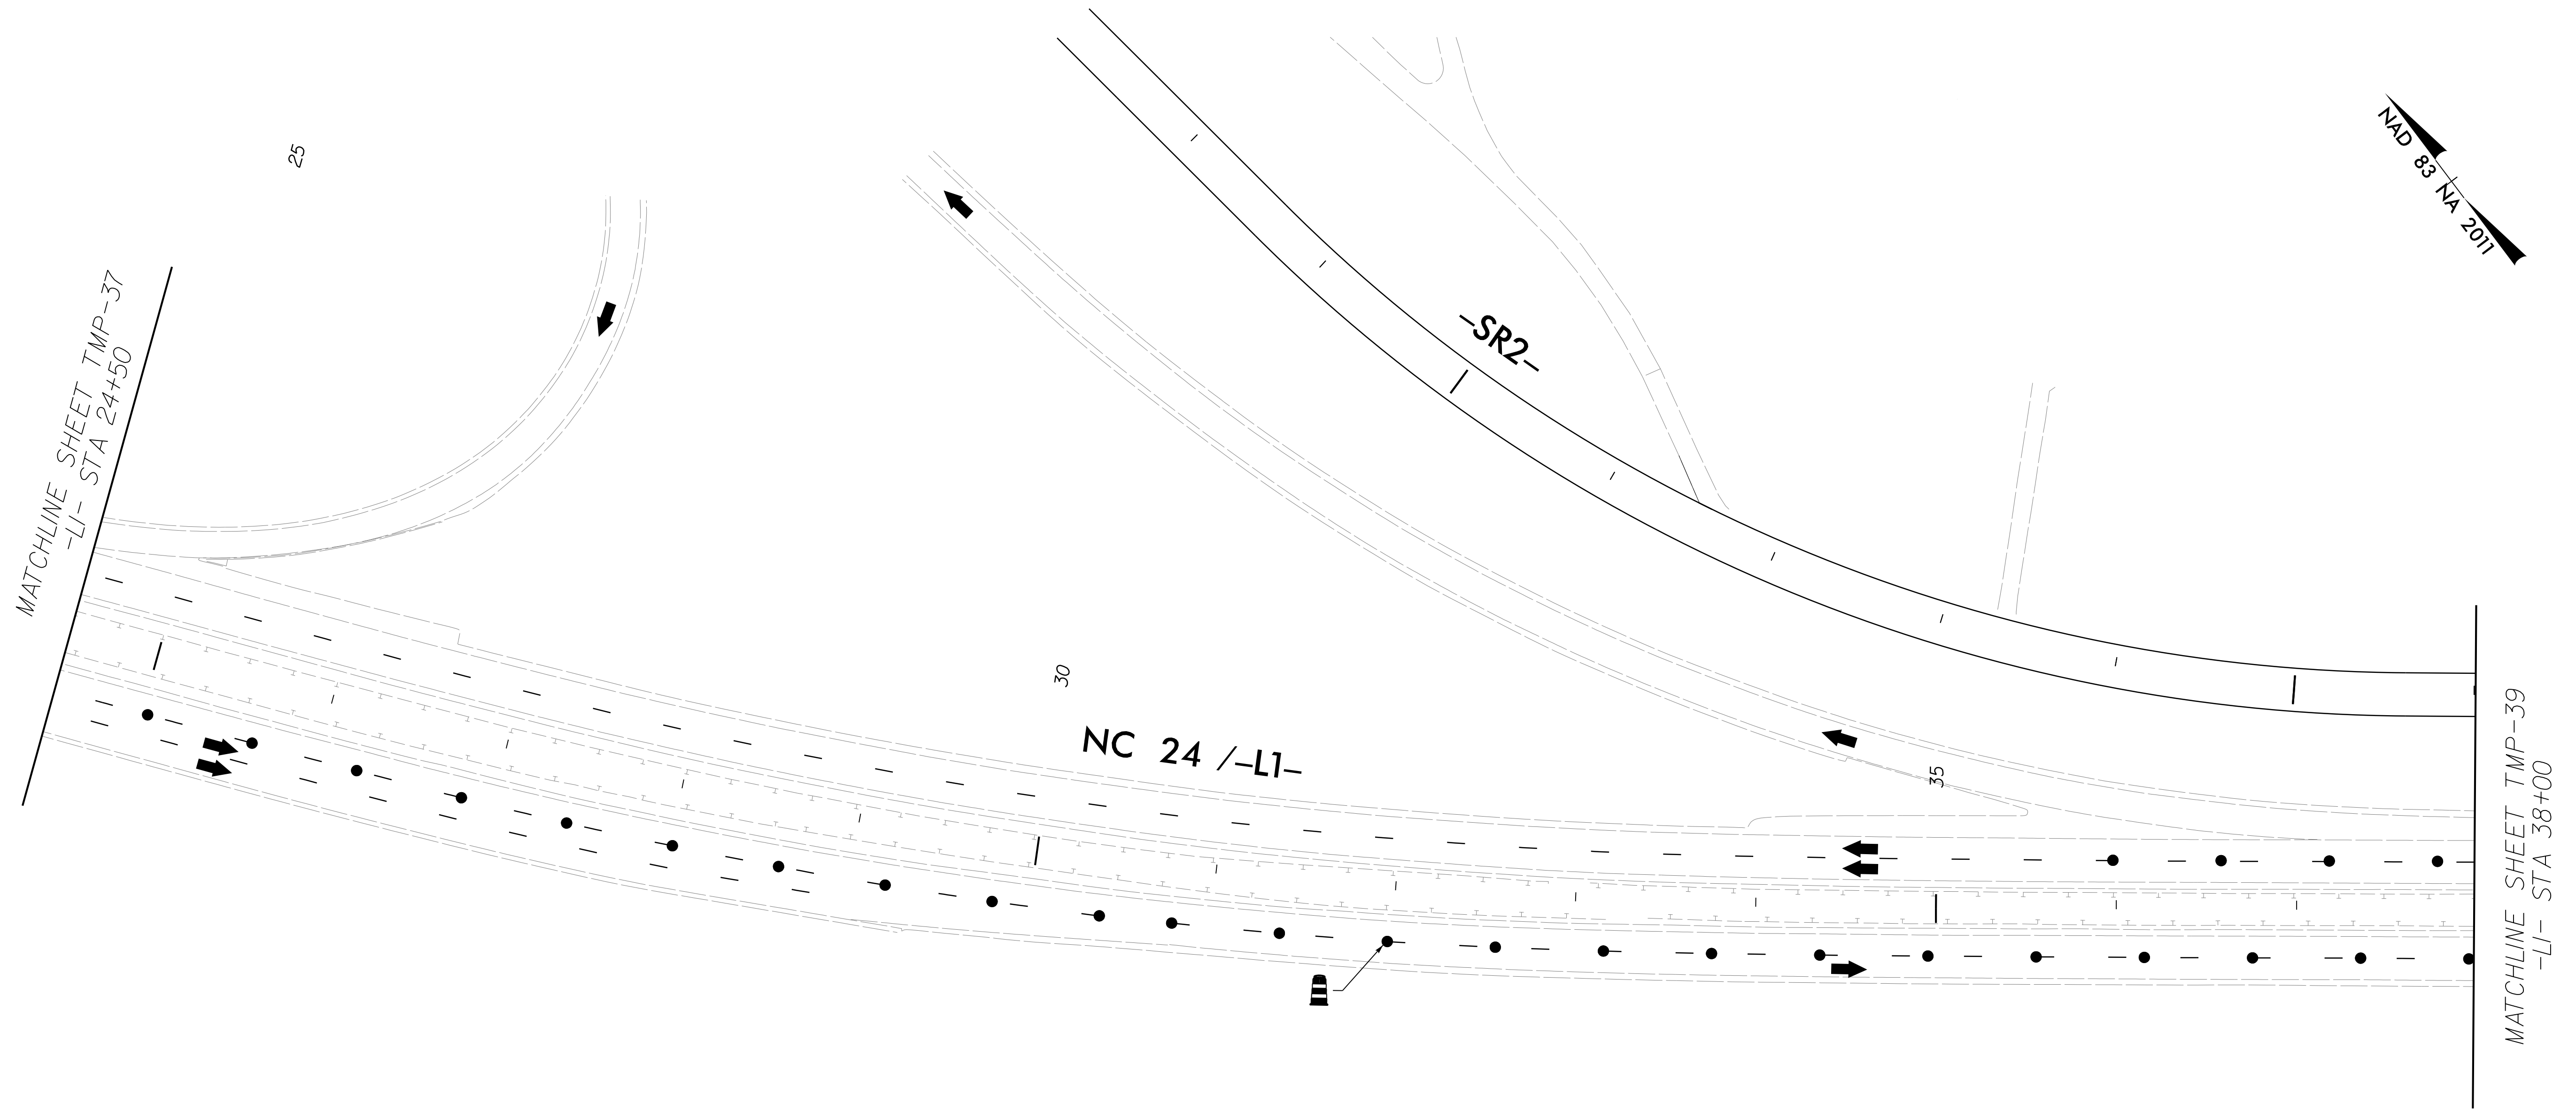 25
MATCHLINE SHEET TMP-37
-L1- STA 24+50
-SR2-
NAD 83 NA 2011
30
NC 24 /-L1-
35
MATCHLINE SHEET TMP-39
-L1- STA 38+00